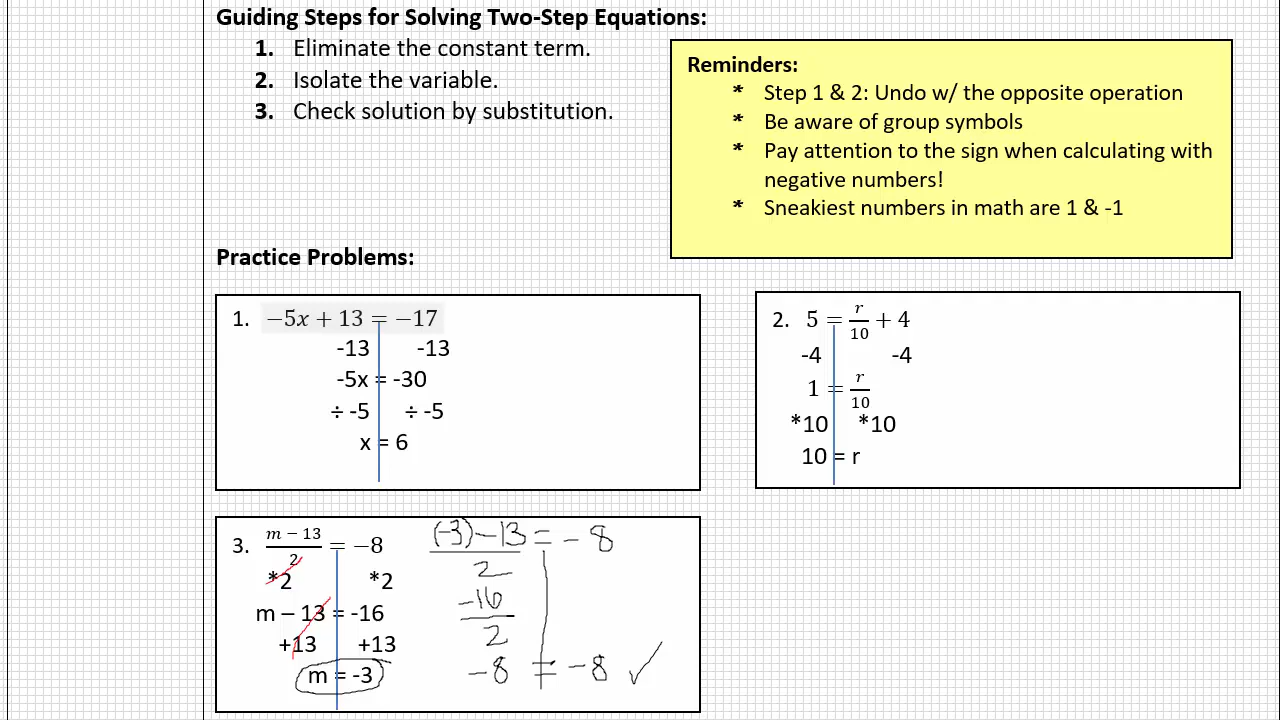 Guiding Steps for Solving Two-Step Equations:
1. Eliminate the constant term.
2. Isolate the variable.
3. Check solution by substitution.
Reminders:
* Step 1 & 2: Undo w/ the opposite operation
* Be aware of group symbols
* Pay attention to the sign when calculating with
negative numbers!
* Sneakiest numbers in math are 1 & -1
Practice Problems:
1. −5x + 13 = −17
-13 -13
-5x = -30
÷ -5 ÷ -5
x = 6
2. 5 = r/10 + 4
-4 -4
1 = r/10
*10 *10
10 = r
3. m − 13/2 = −8
*2 *2
m – 13 = -16
+13 +13
m = -3
(-3) - 13 = - 8
2
-16
2
-8 = -8 ✓